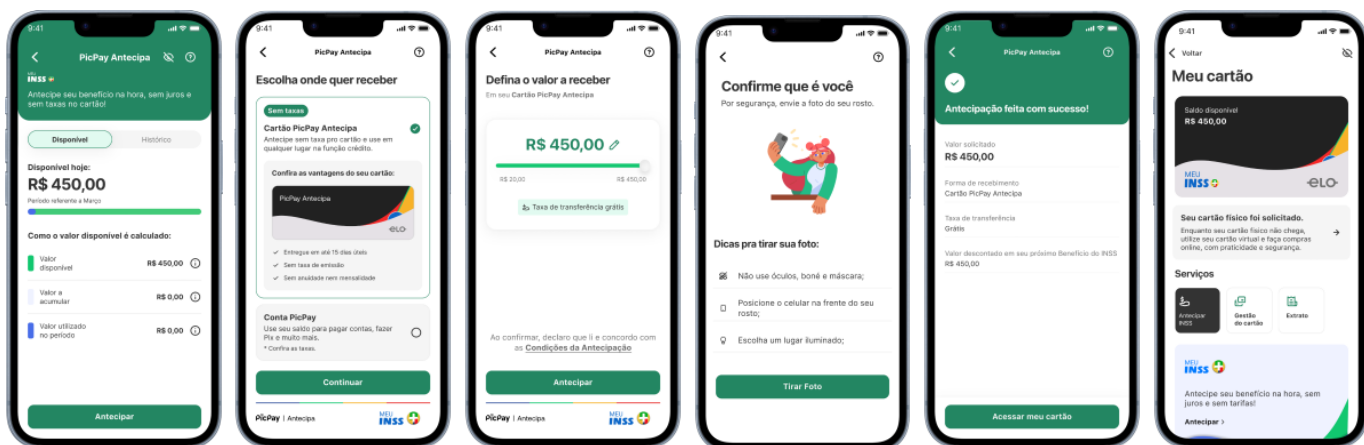 9:41
PicPay Antecipa
MEU
INSS
Antecipe seu benefício na hora, sem juros e
sem taxas no cartão!
Disponível
Histórico
Disponível hoje:
R$ 450,00
Período referente a Março
Como o valor disponível é calculado:
Valor
disponível
R$ 450,00
Valor a
acumular
R$ 0,00
Valor utilizado
no período
R$ 0,00
Antecipar
9:41
PicPay Antecipa
Escolha onde quer receber
Sem taxas
Cartão PicPay Antecipa
Antecipe sem taxa pro cartão e use em
qualquer lugar na função crédito.
Confira as vantagens do seu cartão:
PicPay Antecipa
elo
Entregue em até 15 dias úteis
Sem taxa de emissão
Sem anuidade nem mensalidade
Conta PicPay
Use seu saldo para pagar contas, fazer
Pix e muito mais.
* Confira as taxas.
Continuar
PicPay | Antecipa
MEU
INSS
9:41
PicPay Antecipa
Defina o valor a receber
Em seu Cartão PicPay Antecipa
R$ 450,00
R$ 20,00
R$ 450,00
Taxa de transferência grátis
Ao confirmar, declaro que li e concordo com
as Condições da Antecipação
Antecipar
PicPay | Antecipa
MEU
INSS
9:41
Confirme que é você
Por segurança, envie a foto do seu rosto.
Dicas pra tirar sua foto:
Não use óculos, boné e máscara;
Posicione o celular na frente do seu
rosto;
Escolha um lugar iluminado;
Tirar Foto
9:41
PicPay Antecipa
Antecipação feita com sucesso!
Valor solicitado
R$ 450,00
Forma de recebimento
Cartão PicPay Antecipa
Taxa de transferência
Grátis
Valor descontado em seu próximo Benefício do INSS
R$ 450,00
Acessar meu cartão
9:41
Voltar
Meu cartão
Saldo disponível
R$ 450,00
MEU
INSS
elo
Seu cartão físico foi solicitado.
Enquanto seu cartão físico não chega,
utilize seu cartão virtual e faça compras
online, com praticidade e segurança.
Serviços
Antecipar
INSS
Gestão
do cartão
Extrato
MEU
INSS
Antecipe seu benefício na hora, sem
juros e sem tarifas!
Antecipar >